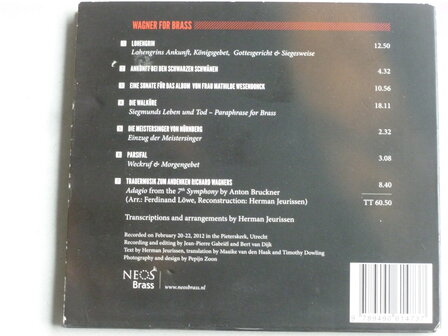 WAGNER FOR BRASS
LOHENGRIN
Lohengrins Ankunft, Königsgebet, Gottesgericht & Siegesweise 12.50
ANKUNFT BEI DEN SCHWARZEN SCHWÄNEN 4.32
EINE SONATE FÜR DAS ALBUM VON FRAU MATHILDE WESENDONCK 10.56
DIE WALKÜRE
Siegmunds Leben und Tod – Paraphrase for Brass 18.11
DIE MEISTERSINGER VON NÜRNBERG
Einzug der Meistersinger 2.32
PARSIFAL
Weckruf & Morgengebet 3.08
TRAUERMUSIK ZUM ANDENKEN RICHARD WAGNERS
Adagio from the 7th Symphony by Anton Bruckner 8.40
(Arr.: Ferdinand Löwe, Reconstruction: Herman Jeurissen) TT 60.50
Transcriptions and arrangements by Herman Jeurissen
Recorded on February 20-22, 2012 in the Pieterskerk, Utrecht
Recording and editing by Jean-Pierre Gabriël and Bert van Dijk
Text by Herman Jeurissen, translation by Maaike van den Haak and Timothy Dowling
Photography and design by Pepijn Zoon
NEOS
Brass
www.neosbrass.nl